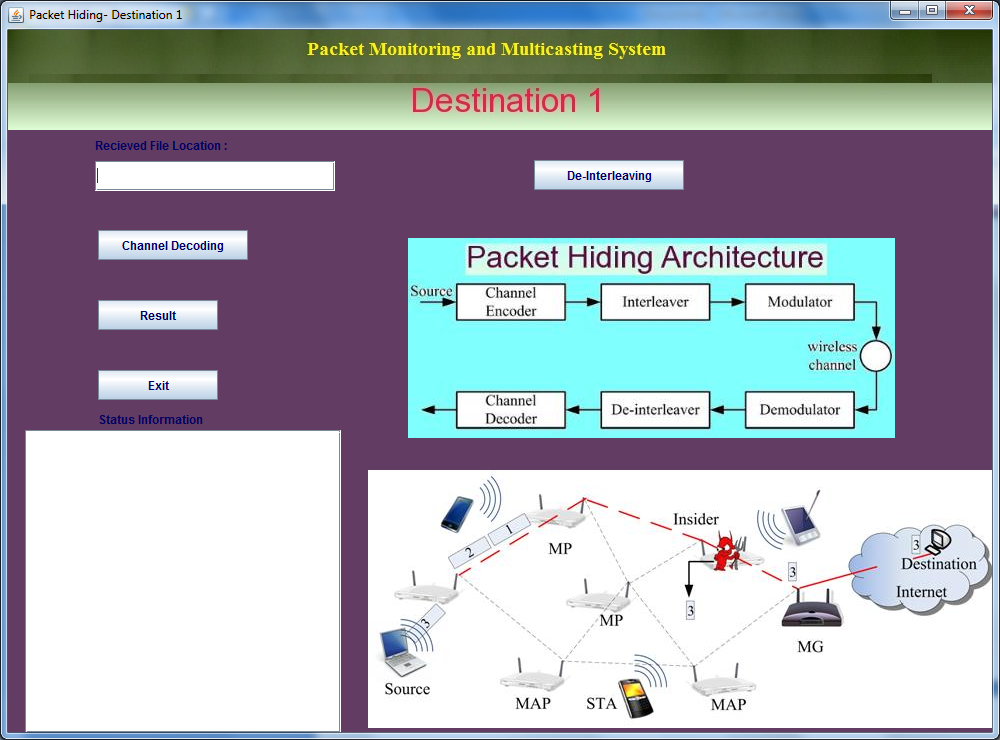 Packet Hiding- Destination 1
Packet Monitoring and Multicasting System
Destination 1
Recieved File Location :
De-Interleaving
Channel Decoding
Result
Exit
Status Information
Packet Hiding Architecture
Source
Channel
Encoder
Interleaver
Modulator
wireless
channel
Channel
Decoder
De-interleaver
Demodulator
Insider
1
2
MP
3
Destination
3
Internet
3
MP
3
MG
Source
MAP
STA
MAP